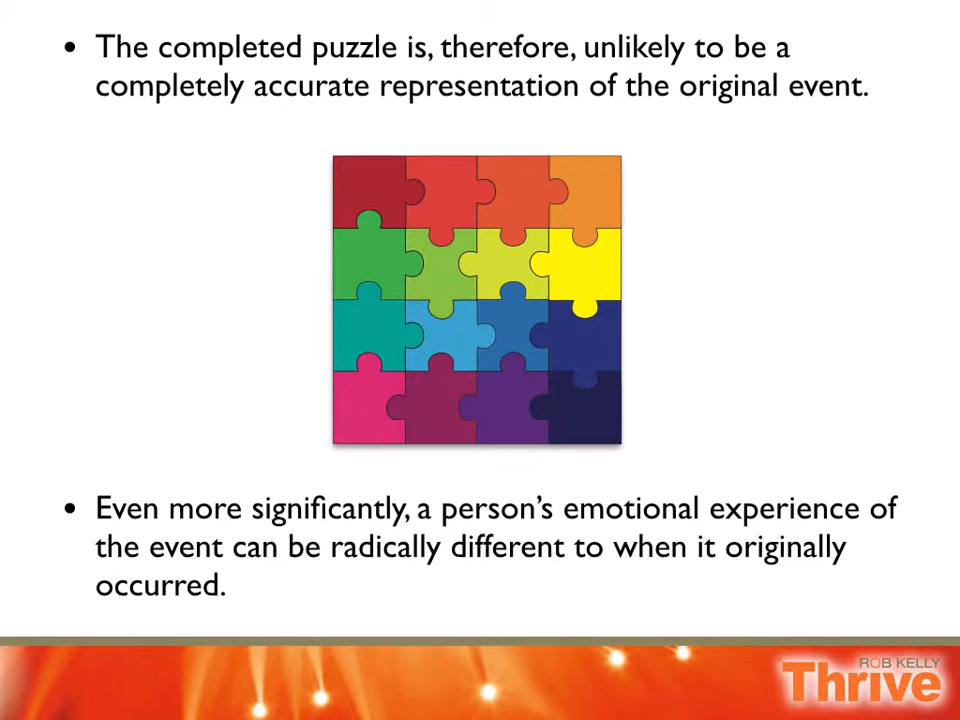 • The completed puzzle is, therefore, unlikely to be a
completely accurate representation of the original event.
• Even more significantly, a person’s emotional experience of
the event can be radically different to when it originally
occurred.
ROB KELLY
Thrive